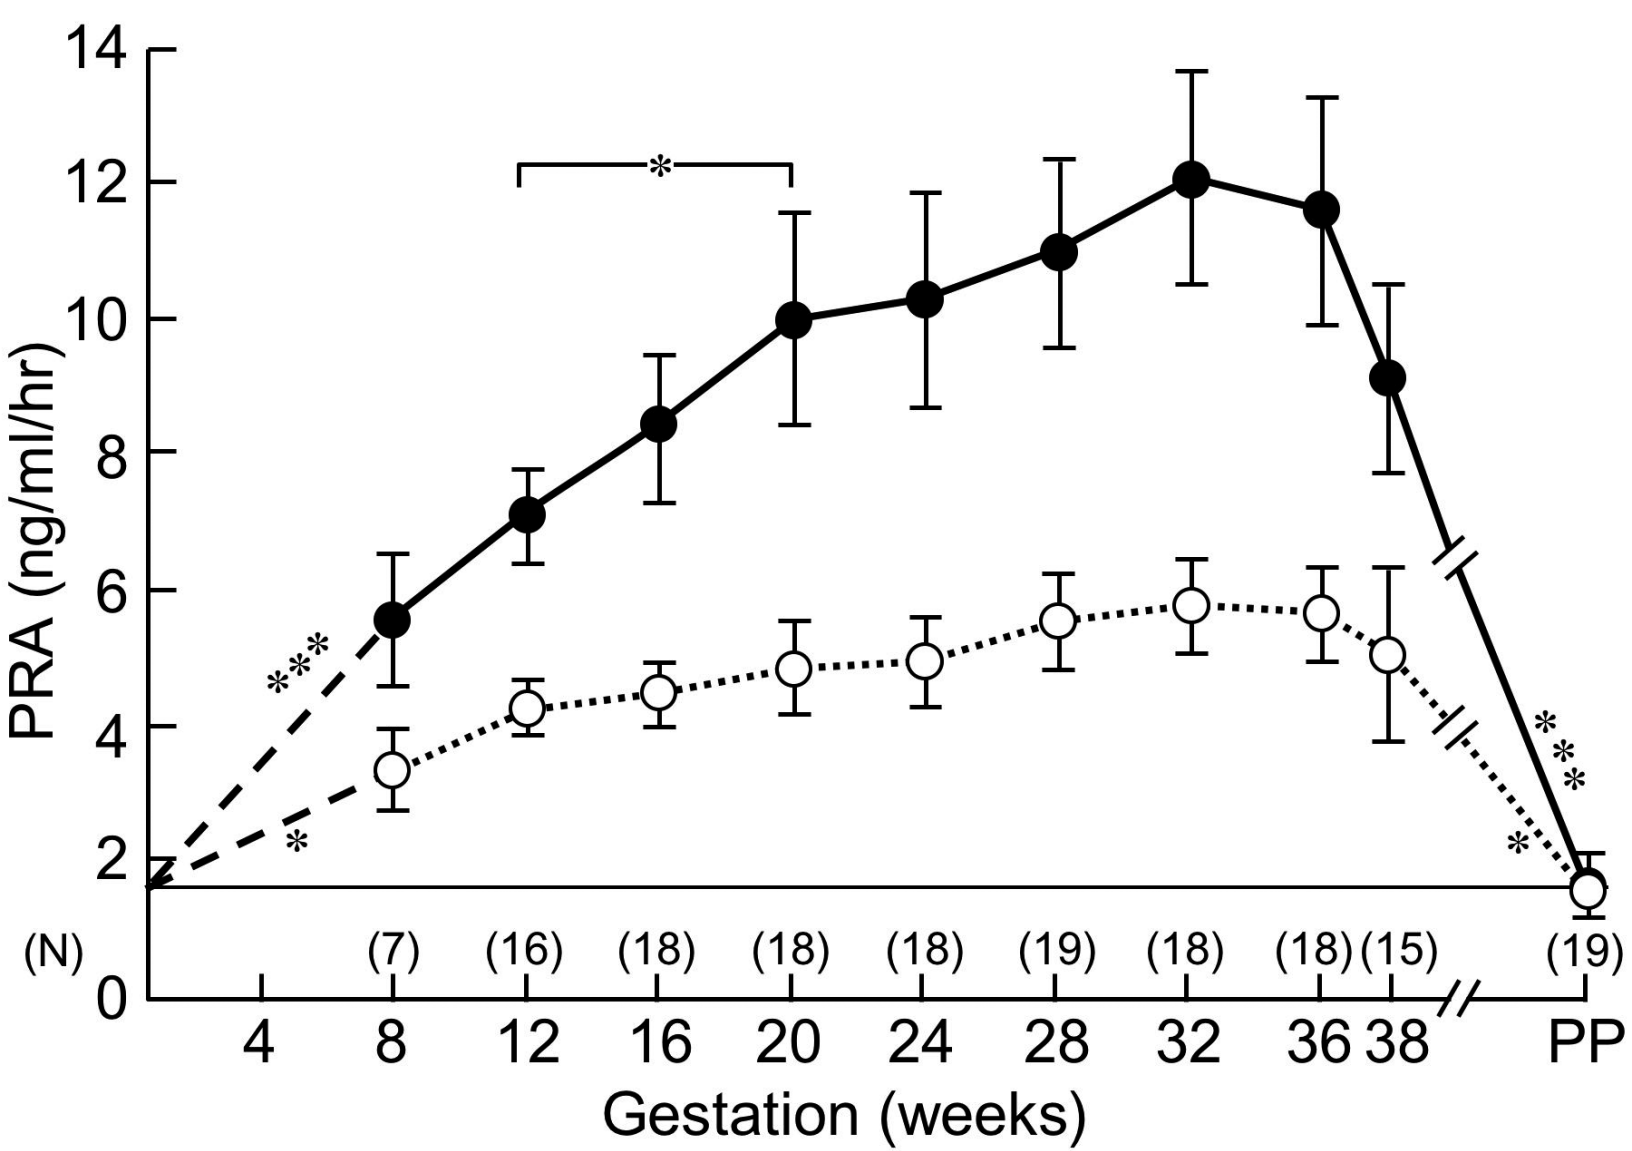 14
12
10
8
6
4
2
0
PRA (ng/ml/hr)
*
* * *
*
* * *
*
(N) (7) (16) (18) (18) (18) (19) (18) (18) (15) (19)
4 8 12 16 20 24 28 32 36 38 PP
Gestation (weeks)